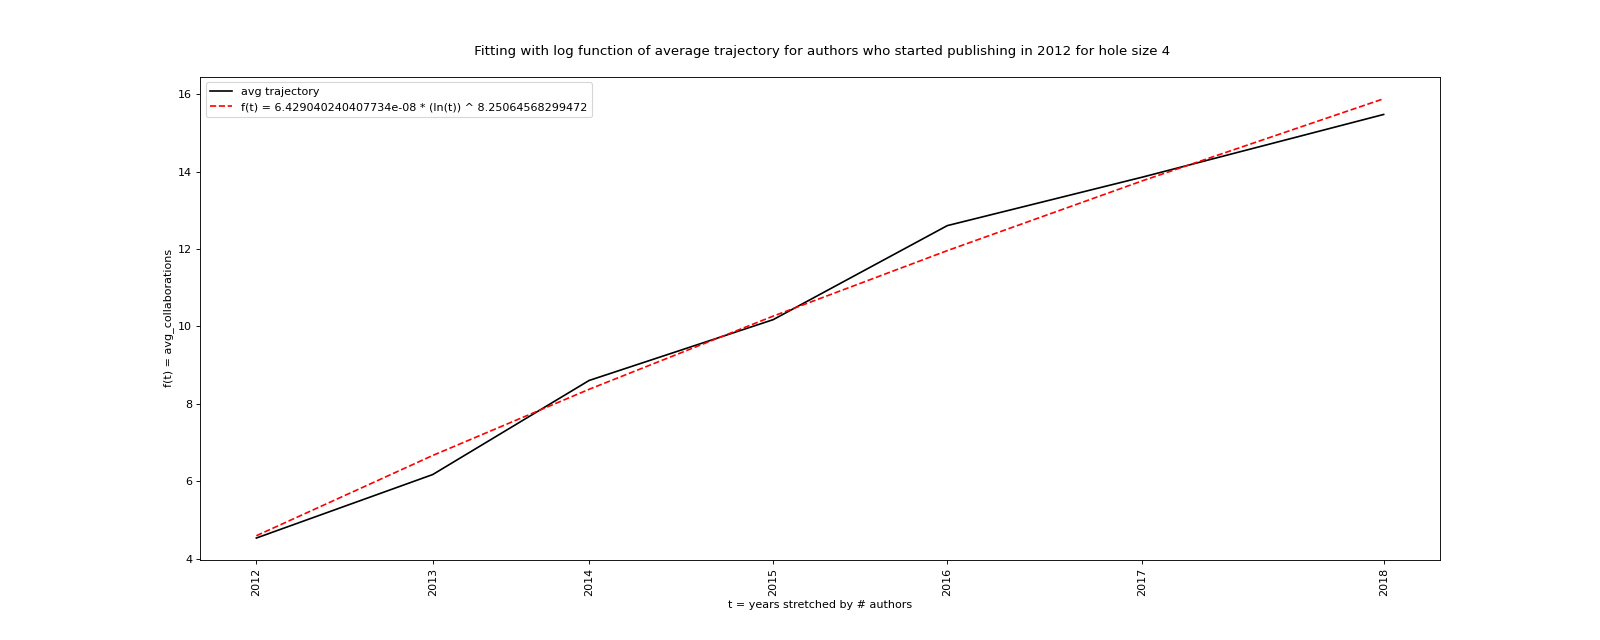 Fitting with log function of average trajectory for authors who started publishing in 2012 for hole size 4
avg trajectory
f(t) = 6.429040240407734e-08 * (ln(t)) ^ 8.25064568299472
16
14
12
10
8
6
4
f(t) = avg_collaborations
2012
2013
2014
2015
2016
2017
2018
t = years stretched by # authors